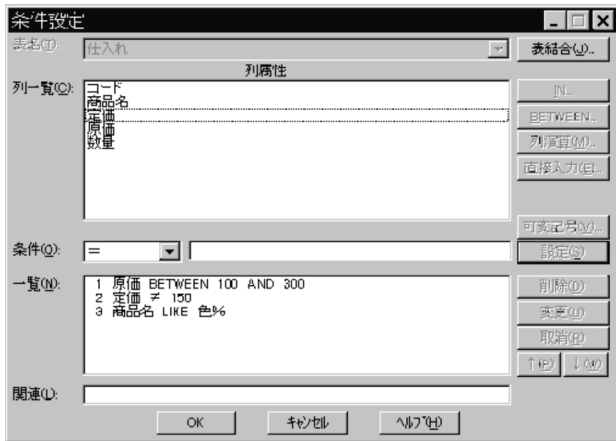 条件設定
表名(T): 仕入れ 表結合(J)...
列属性
列一覧(C): コード
商品名
定価
原価
数量
IN...
BETWEEN...
列演算(M)...
直接入力(E)...
可変記号(V)...
条件(O): = 設定(S)
一覧(N): 1 原価 BETWEEN 100 AND 300
2 定価 ≠ 150
3 商品名 LIKE 色%
削除(D)
変更(U)
取消(R)
↑(P) ↓(W)
関連(L):
OK キャンセル ヘルプ(H)